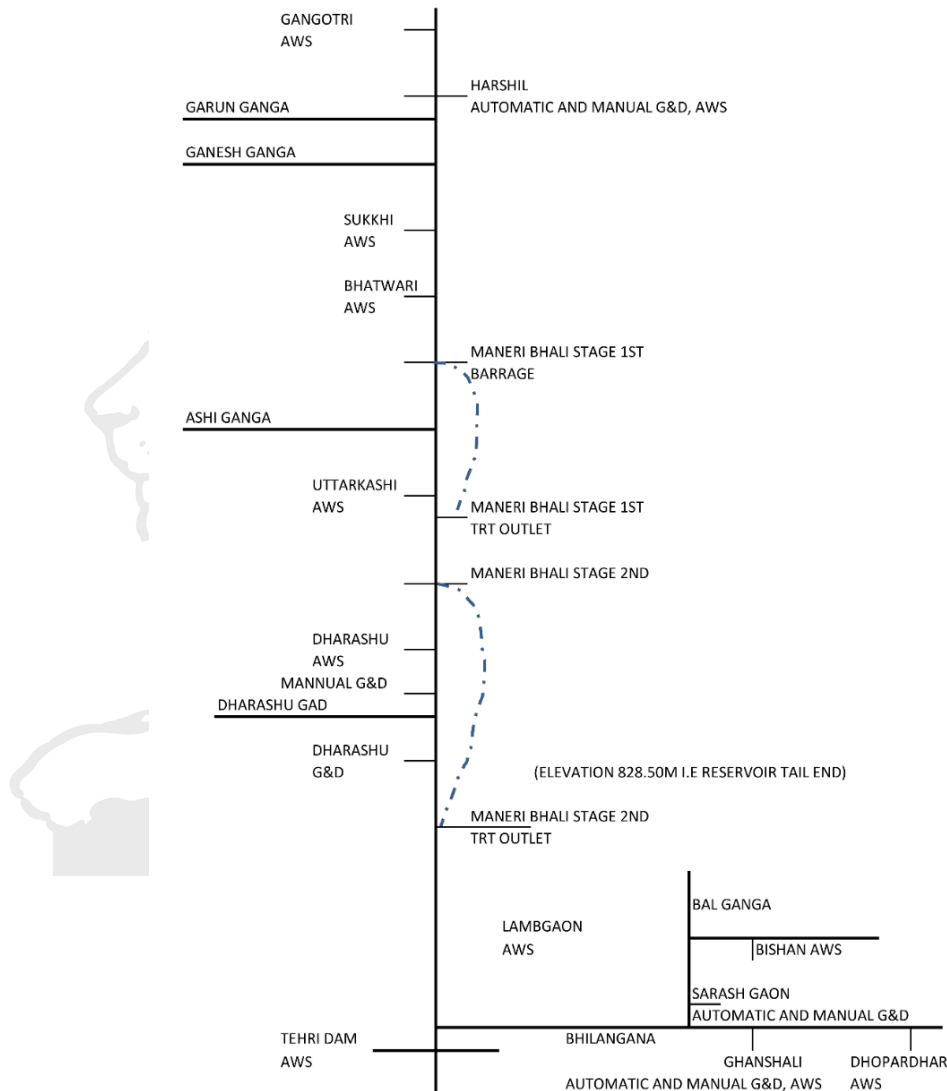 GANGOTRI
AWS
HARSHIL
AUTOMATIC AND MANUAL G&D, AWS
GARUN GANGA
GANESH GANGA
SUKKHI
AWS
BHATWARI
AWS
MANERI BHALI STAGE 1ST
BARRAGE
ASHI GANGA
UTTARKASHI
AWS
MANERI BHALI STAGE 1ST
TRT OUTLET
MANERI BHALI STAGE 2ND
DHARASHU
AWS
MANNUAL G&D
DHARASHU GAD
DHARASHU
G&D
(ELEVATION 828.50M I.E RESERVOIR TAIL END)
MANERI BHALI STAGE 2ND
TRT OUTLET
BAL GANGA
LAMBGAON
AWS
BISHAN AWS
SARASH GAON
AUTOMATIC AND MANUAL G&D
TEHRI DAM
AWS
BHILANGANA
GHANSHALI
AUTOMATIC AND MANUAL G&D, AWS
DHOPARDHAR
AWS